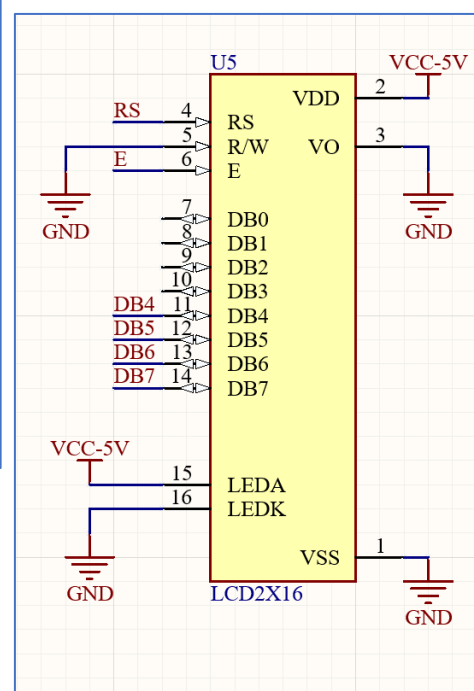 U5
VCC-5V
VDD 2
RS 4 RS
5 R/W
VO 3
E 6 E
GND
GND
7 DB0
8 DB1
9 DB2
10 DB3
DB4 11 DB4
DB5 12 DB5
DB6 13 DB6
DB7 14 DB7
VCC-5V
15 LEDA
16 LEDK
VSS 1
GND
LCD2X16
GND